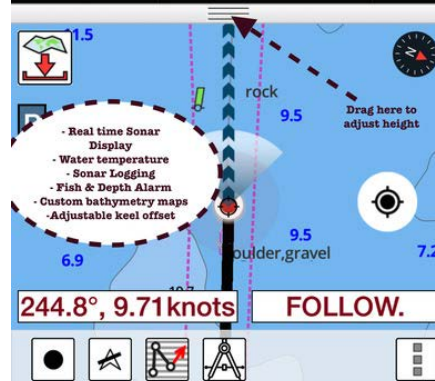 11.5
N
rock
9.5
Drag here to
adjust height
- Real time Sonar
Display
- Water temperature
- Sonar Logging
- Fish & Depth Alarm
- Custom bathymetry maps
-Adjustable keel offset
9.5
oulder,gravel
7.2
6.9
244.8°, 9.71knots
FOLLOW.